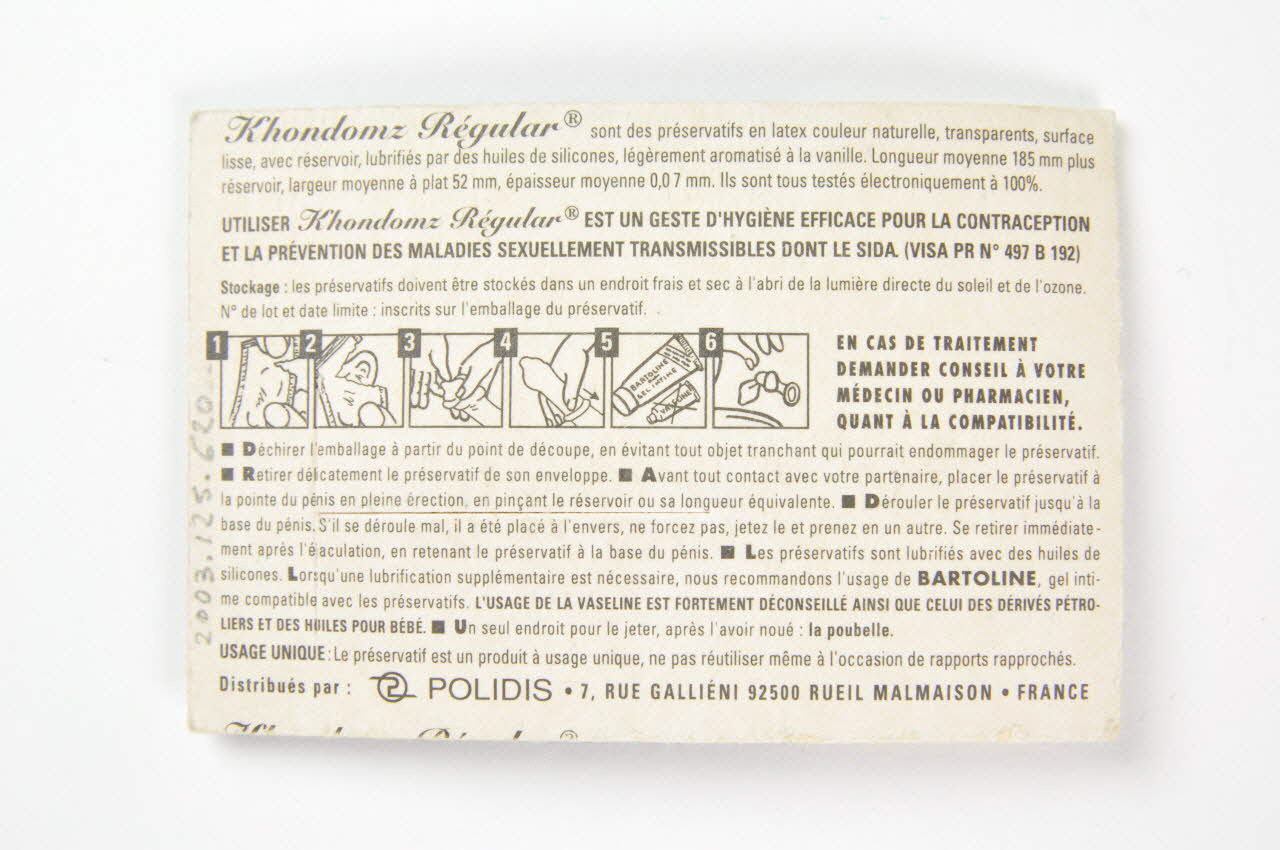 Khondomz Régular® sont des préservatifs en latex couleur naturelle, transparents, surface
lisse, avec réservoir, lubrifiés par des huiles de silicones, légèrement aromatisé à la vanille. Longueur moyenne 185 mm plus
réservoir, largeur moyenne à plat 52 mm, épaisseur moyenne 0,0 7 mm. Ils sont tous testés électroniquement à 100%.
UTILISER Khondomz Régular® EST UN GESTE D'HYGIÈNE EFFICACE POUR LA CONTRACEPTION
ET LA PRÉVENTION DES MALADIES SEXUELLEMENT TRANSMISSIBLES DONT LE SIDA. (VISA PR N° 497 B 192)
Stockage : les préservatifs doivent être stockés dans un endroit frais et sec à l'abri de la lumière directe du soleil et de l'ozone.
N° de lot et date limite : inscrits sur l'emballage du préservatif.
1 2 3 4 5 6
BARTOLINE
GEL INTIME
VASELINE
EN CAS DE TRAITEMENT
DEMANDER CONSEIL À VOTRE
MÉDECIN OU PHARMACIEN,
QUANT À LA COMPATIBILITÉ.
■ Déchirer l'emballage à partir du point de découpe, en évitant tout objet tranchant qui pourrait endommager le préservatif.
■ Retirer délicatement le préservatif de son enveloppe. ■ Avant tout contact avec votre partenaire, placer le préservatif à
la pointe du pénis en pleine érection, en pinçant le réservoir ou sa longueur équivalente. ■ Dérouler le préservatif jusqu'à la
base du pénis. S'il se déroule mal, il a été placé à l'envers, ne forcez pas, jetez le et prenez en un autre. Se retirer immédiate-
ment après l'éjaculation, en retenant le préservatif à la base du pénis. ■ Les préservatifs sont lubrifiés avec des huiles de
silicones. Lorsqu'une lubrification supplémentaire est nécessaire, nous recommandons l'usage de BARTOLINE, gel inti-
me compatible avec les préservatifs. L'USAGE DE LA VASELINE EST FORTEMENT DÉCONSEILLÉ AINSI QUE CELUI DES DÉRIVÉS PÉTRO-
LIERS ET DES HUILES POUR BÉBÉ. ■ Un seul endroit pour le jeter, après l'avoir noué : la poubelle.
USAGE UNIQUE : Le préservatif est un produit à usage unique, ne pas réutiliser même à l'occasion de rapports rapprochés.
Distribués par : POLIDIS • 7, RUE GALLIÉNI 92500 RUEIL MALMAISON • FRANCE
2003.125.620